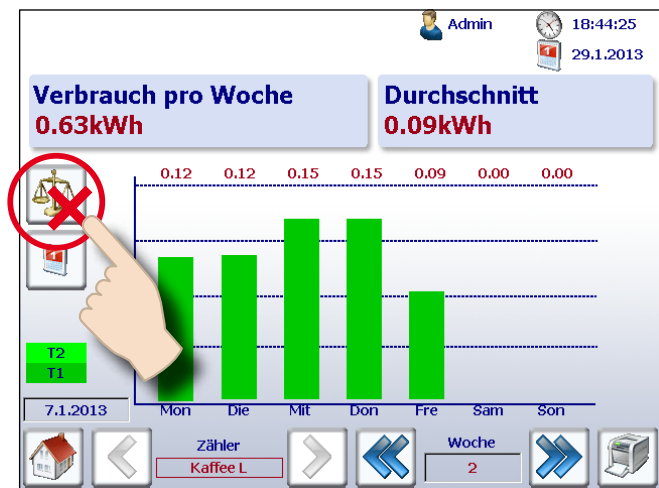 Admin
18:44:25
29.1.2013
Verbrauch pro Woche
0.63kWh
Durchschnitt
0.09kWh
0.12 0.12 0.15 0.15 0.09 0.00 0.00
1
1
T2
T1
7.1.2013
Mon Die Mit Don Fre Sam Son
Zähler
Kaffee L
Woche
2